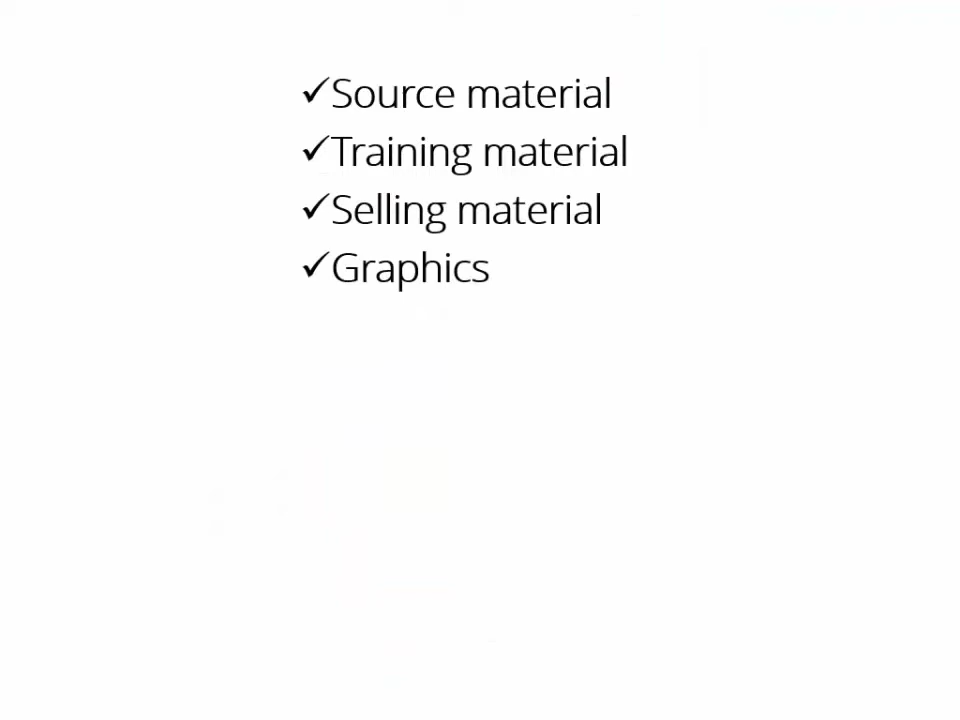 ✓Source material
✓Training material
✓Selling material
✓Graphics